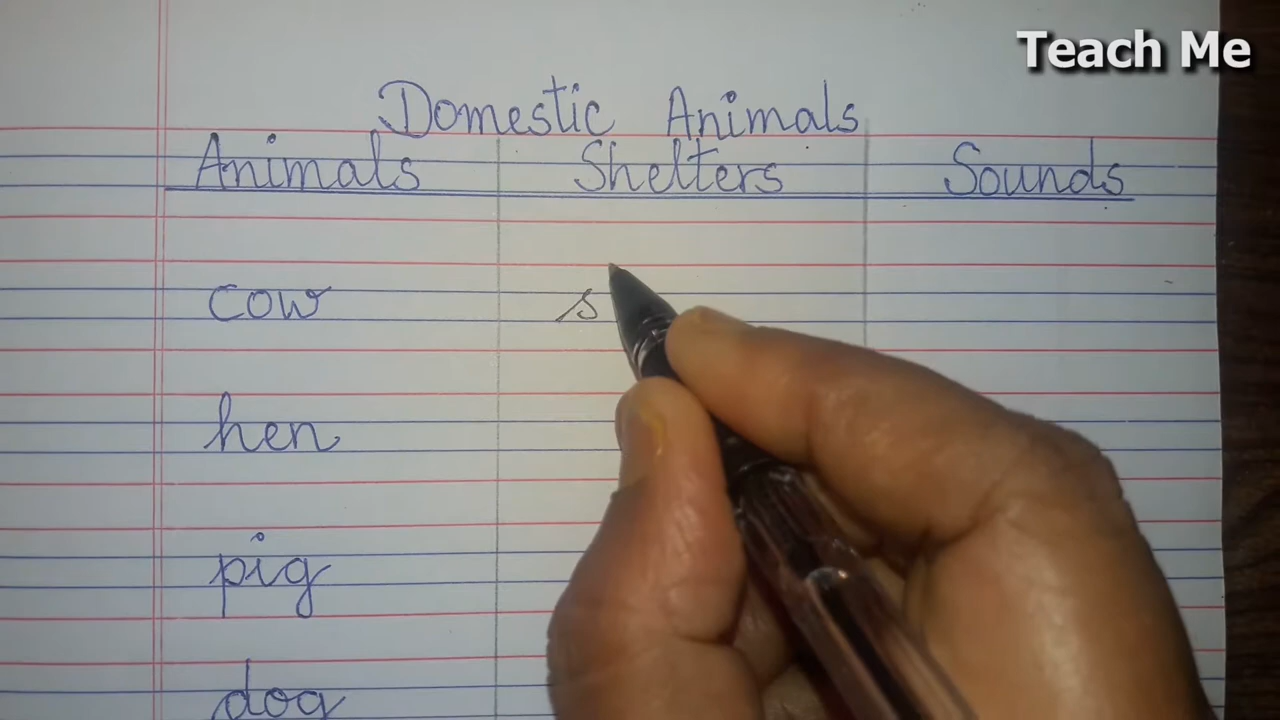 Teach Me
Domestic Animals
Animals Shelters Sounds
cow s
hen
pig
dog